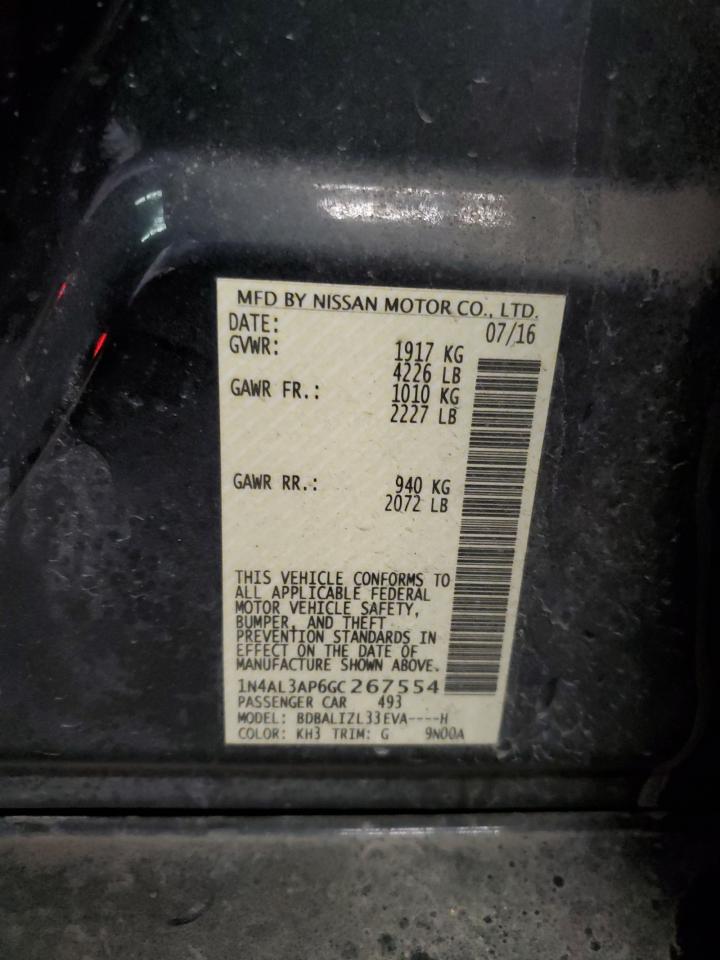 MFD BY NISSAN MOTOR CO., LTD.
DATE: 07/16
GVWR: 1917 KG
4226 LB
GAWR FR.: 1010 KG
2227 LB
GAWR RR.: 940 KG
2072 LB
THIS VEHICLE CONFORMS TO
ALL APPLICABLE FEDERAL
MOTOR VEHICLE SAFETY,
BUMPER, AND THEFT
PREVENTION STANDARDS IN
EFFECT ON THE DATE OF
MANUFACTURE SHOWN ABOVE.
1N4AL3AP6GC267554
PASSENGER CAR 493
MODEL: BDBALIZL33EVA----H
COLOR: KH3 TRIM: G 9N00A